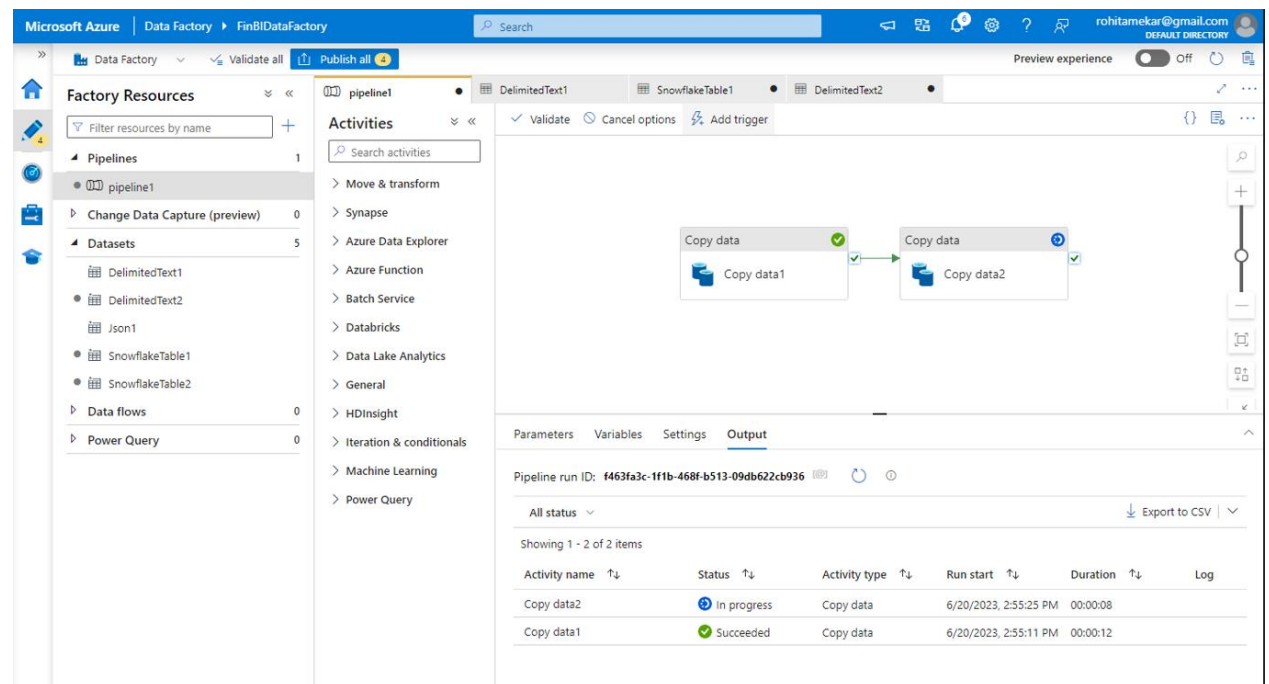 Microsoft Azure | Data Factory ▸ FinBIDataFactory
Search
6
rohitamekar@gmail.com
DEFAULT DIRECTORY
Data Factory
Validate all
Publish all 4
Preview experience Off
4
Factory Resources
Filter resources by name
Pipelines 1
pipeline1
Change Data Capture (preview) 0
Datasets 5
DelimitedText1
DelimitedText2
Json1
SnowflakeTable1
SnowflakeTable2
Data flows 0
Power Query 0
pipeline1
DelimitedText1
SnowflakeTable1
DelimitedText2
Activities
Search activities
Move & transform
Synapse
Azure Data Explorer
Azure Function
Batch Service
Databricks
Data Lake Analytics
General
HDInsight
Iteration & conditionals
Machine Learning
Power Query
Validate
Cancel options
Add trigger
{}
Copy data
Copy data1
Copy data
Copy data2
Parameters Variables Settings Output
Pipeline run ID: f463fa3c-1f1b-468f-b513-09db622cb936
All status
Export to CSV
Showing 1 - 2 of 2 items
Activity name Status Activity type Run start Duration Log
Copy data2 In progress Copy data 6/20/2023, 2:55:25 PM 00:00:08
Copy data1 Succeeded Copy data 6/20/2023, 2:55:11 PM 00:00:12